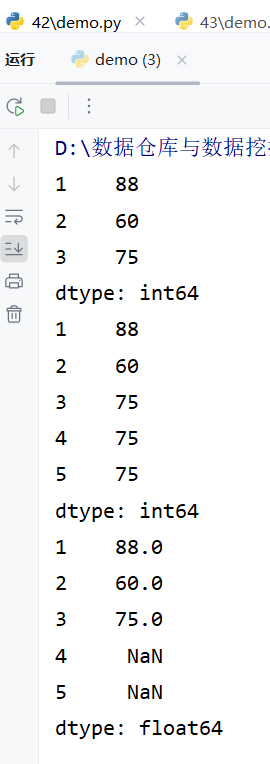 42\demo.py
43\demo.
运行
demo (3)
D:\数据仓库与数据挖
1 88
2 60
3 75
dtype: int64
1 88
2 60
3 75
4 75
5 75
dtype: int64
1 88.0
2 60.0
3 75.0
4 NaN
5 NaN
dtype: float64